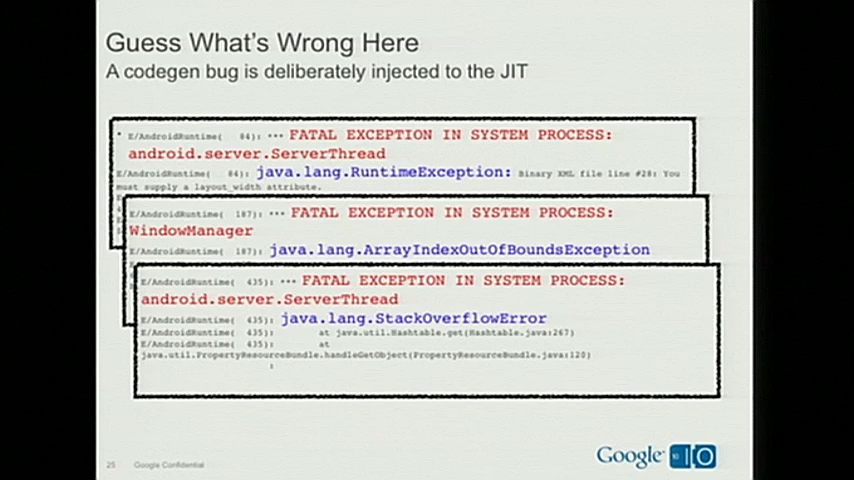 Guess What's Wrong Here
A codegen bug is deliberately injected to the JIT
• E/AndroidRuntime( 84): *** FATAL EXCEPTION IN SYSTEM PROCESS:
android.server.ServerThread
E/AndroidRuntime( 84): java.lang.RuntimeException: Binary XML file line #28: You
must supply a layout_width attribute.
E/AndroidRuntime( 187): *** FATAL EXCEPTION IN SYSTEM PROCESS:
WindowManager
E/AndroidRuntime( 187): java.lang.ArrayIndexOutOfBoundsException
E/AndroidRuntime( 435): *** FATAL EXCEPTION IN SYSTEM PROCESS:
android.server.ServerThread
E/AndroidRuntime( 435): java.lang.StackOverflowError
E/AndroidRuntime( 435): at java.util.Hashtable.get(Hashtable.java:267)
E/AndroidRuntime( 435): at
java.util.PropertyResourceBundle.handleGetObject(PropertyResourceBundle.java:120)
:
25 Google Confidential
Google 10 IO